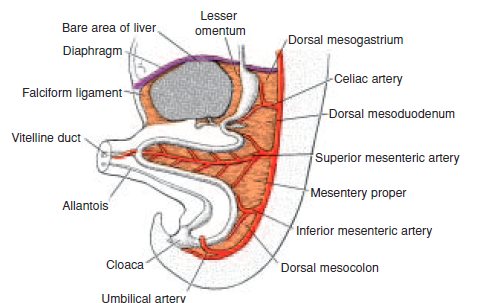 Lesser
omentum
Bare area of liver
Diaphragm
Dorsal mesogastrium
Celiac artery
Falciform ligament
Dorsal mesoduodenum
Vitelline duct
Superior mesenteric artery
Mesentery proper
Allantois
Inferior mesenteric artery
Cloaca
Dorsal mesocolon
Umbilical artery